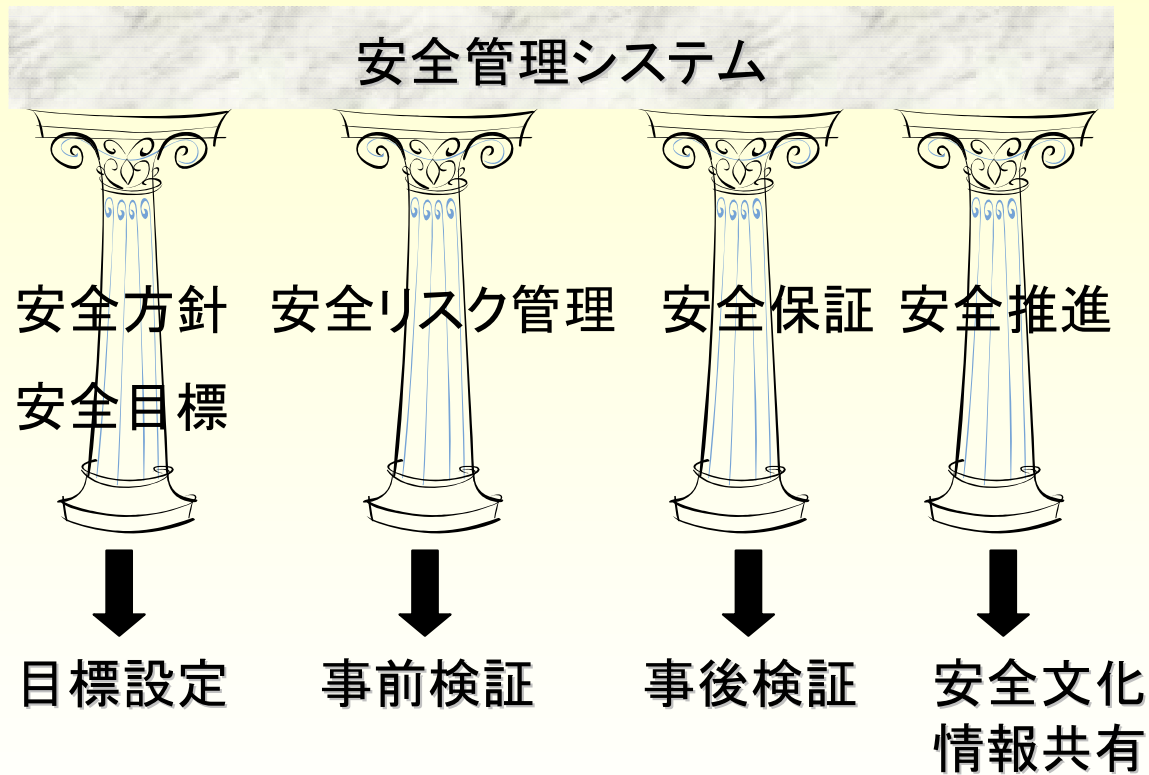 安全管理システム
安全方針
安全目標
安全リスク管理
安全保証
安全推進
目標設定
事前検証
事後検証
安全文化
情報共有